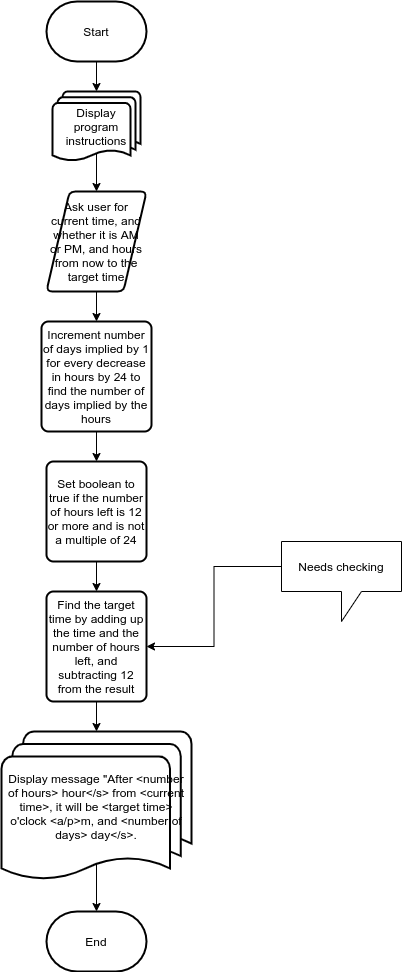 Start
Display
program
instructions
Ask user for
current time, and
whether it is AM
or PM, and hours
from now to the
target time
Increment number
of days implied by 1
for every decrease
in hours by 24 to
find the number of
days implied by the
hours
Set boolean to
true if the number
of hours left is 12
or more and is not
a multiple of 24
Needs checking
Find the target
time by adding up
the time and the
number of hours
left, and
subtracting 12
from the result
Display message "After <number
of hours> hour</s> from <current
time>, it will be <target time>
o'clock <a/p>m, and <number of
days> day</s>.
End